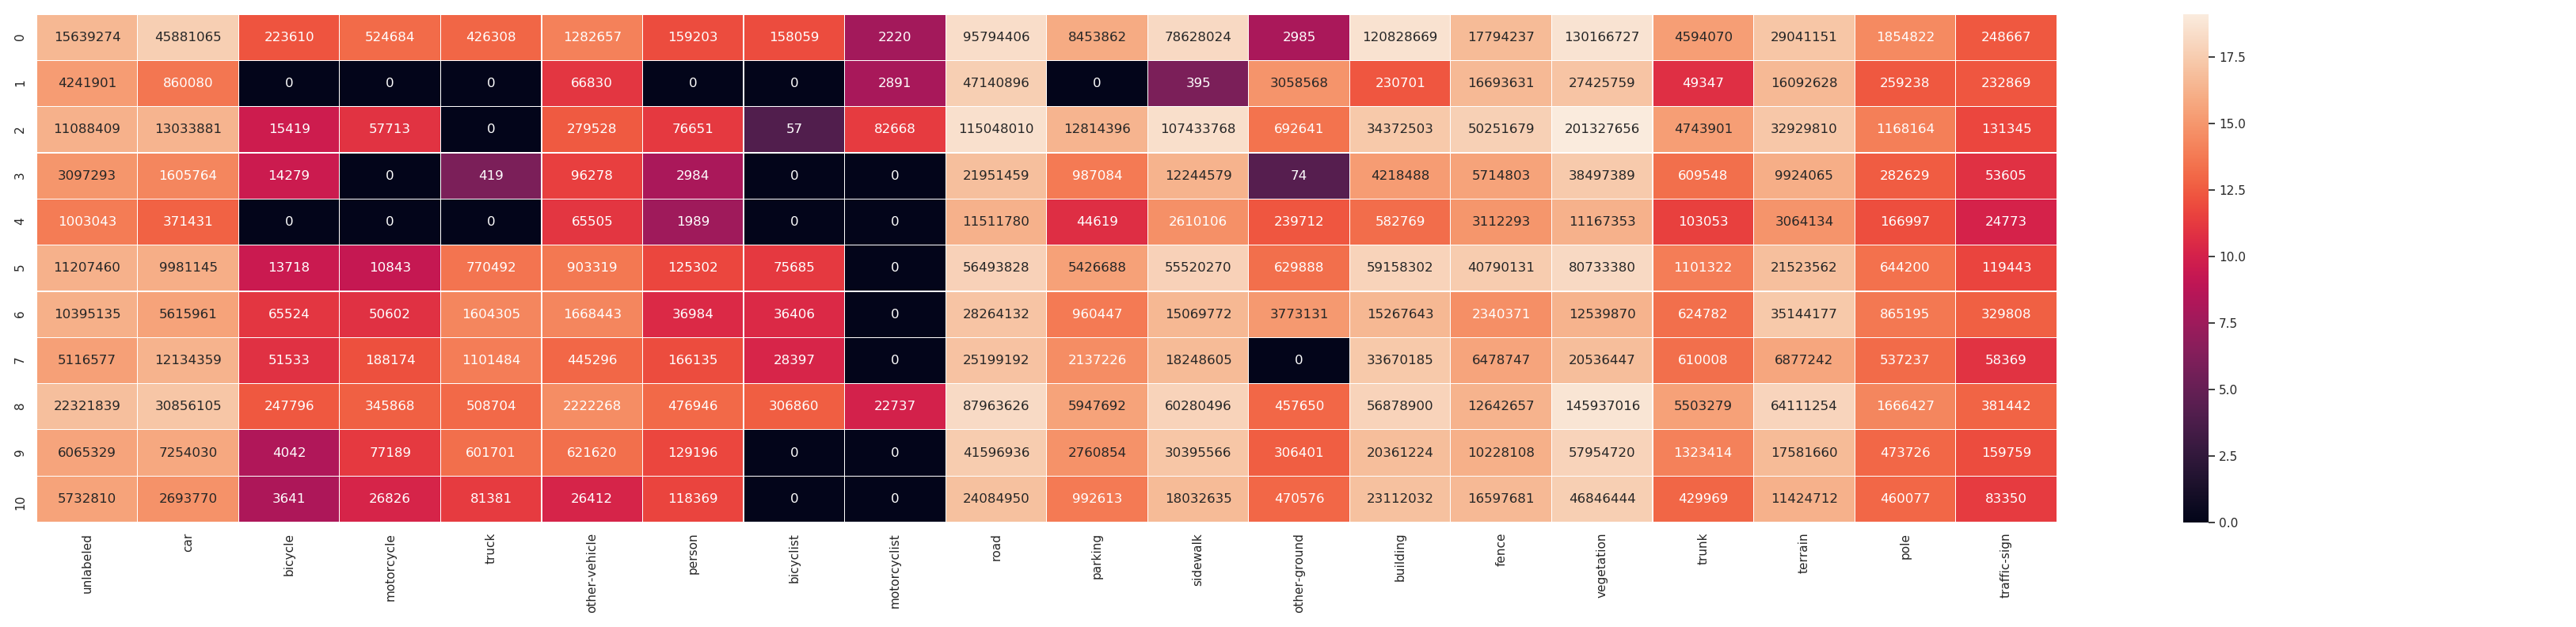 0 15639274 45881065 223610 524684 426308 1282657 159203 158059 2220 95794406 8453862 78628024 2985 120828669 17794237 130166727 4594070 29041151 1854822 248667
1 4241901 860080 0 0 0 66830 0 0 2891 47140896 0 395 3058568 230701 16693631 27425759 49347 16092628 259238 232869
2 11088409 13033881 15419 57713 0 279528 76651 57 82668 115048010 12814396 107433768 692641 34372503 50251679 201327656 4743901 32929810 1168164 131345
3 3097293 1605764 14279 0 419 96278 2984 0 0 21951459 987084 12244579 74 4218488 5714803 38497389 609548 9924065 282629 53605
4 1003043 371431 0 0 0 65505 1989 0 0 11511780 44619 2610106 239712 582769 3112293 11167353 103053 3064134 166997 24773
5 11207460 9981145 13718 10843 770492 903319 125302 75685 0 56493828 5426688 55520270 629888 59158302 40790131 80733380 1101322 21523562 644200 119443
6 10395135 5615961 65524 50602 1604305 1668443 36984 36406 0 28264132 960447 15069772 3773131 15267643 2340371 12539870 624782 35144177 865195 329808
7 5116577 12134359 51533 188174 1101484 445296 166135 28397 0 25199192 2137226 18248605 0 33670185 6478747 20536447 610008 6877242 537237 58369
8 22321839 30856105 247796 345868 508704 2222268 476946 306860 22737 87963626 5947692 60280496 457650 56878900 12642657 145937016 5503279 64111254 1666427 381442
9 6065329 7254030 4042 77189 601701 621620 129196 0 0 41596936 2760854 30395566 306401 20361224 10228108 57954720 1323414 17581660 473726 159759
10 5732810 2693770 3641 26826 81381 26412 118369 0 0 24084950 992613 18032635 470576 23112032 16597681 46846444 429969 11424712 460077 83350
unlabeled car bicycle motorcycle truck other-vehicle person bicyclist motorcyclist road parking sidewalk other-ground building fence vegetation trunk terrain pole traffic-sign
17.5
15.0
12.5
10.0
7.5
5.0
2.5
0.0